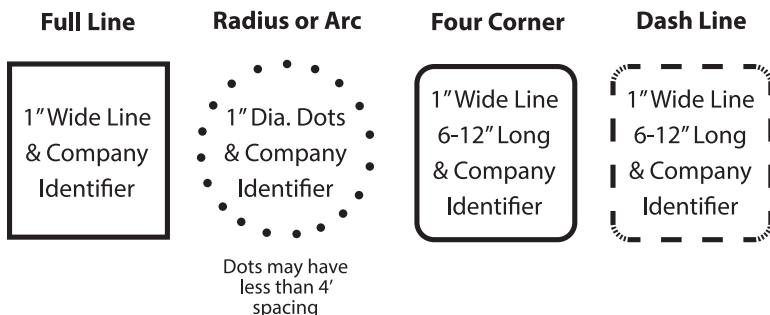 Full Line
1" Wide Line
& Company
Identifier
Radius or Arc
1" Dia. Dots
& Company
Identifier
Dots may have
less than 4'
spacing
Four Corner
1" Wide Line
6-12" Long
& Company
Identifier
Dash Line
1" Wide Line
6-12" Long
& Company
Identifier